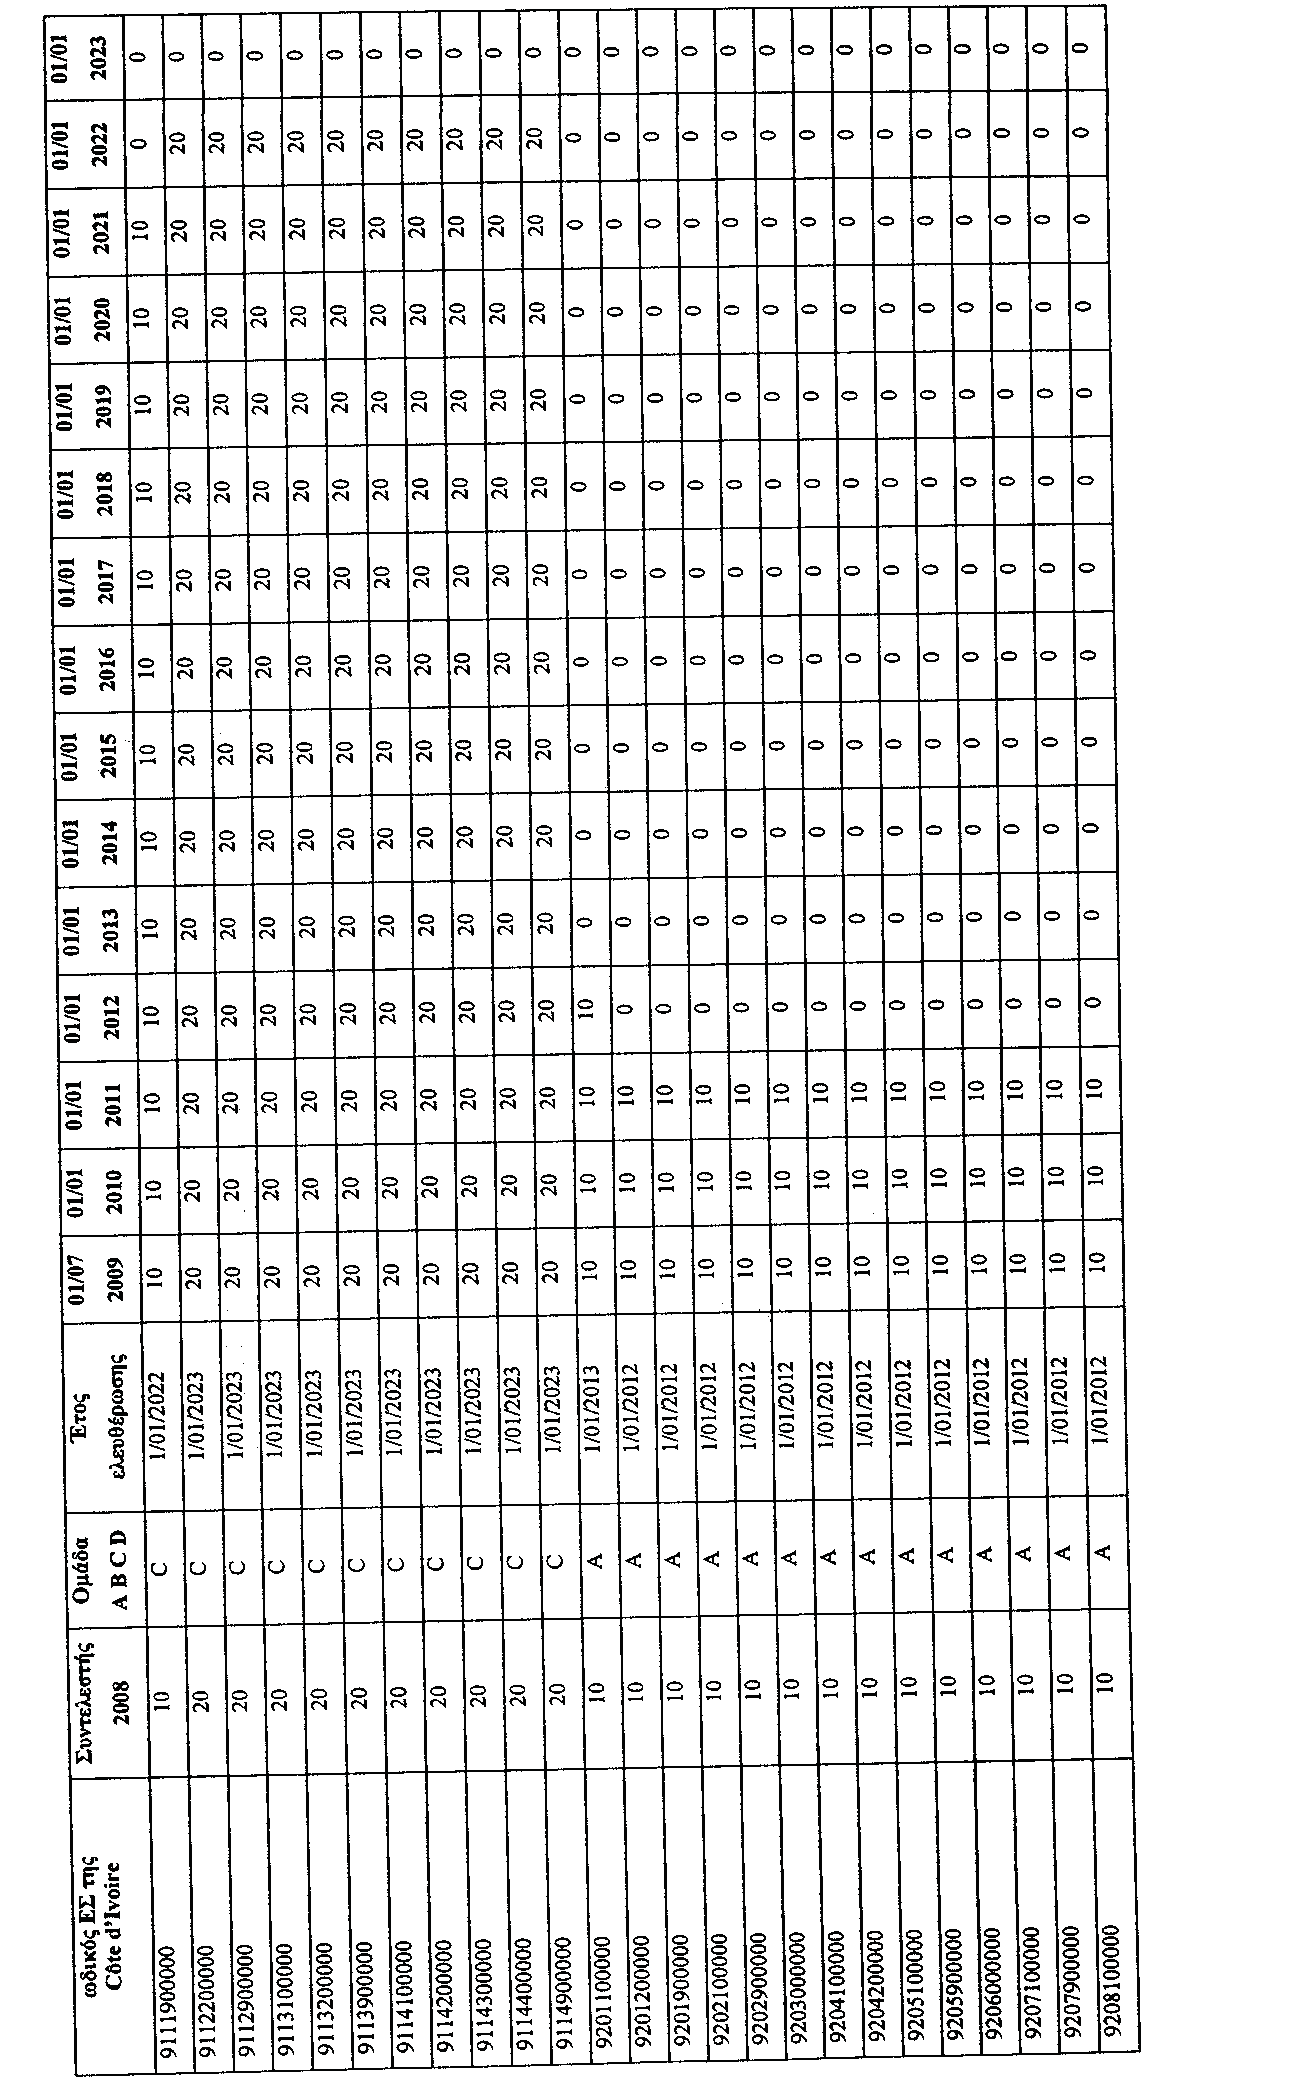 ωδικός ΕΣ της Συντελεστής Ομάδα Έτος 01/07 01/01 01/01 01/01 01/01 01/01 01/01 01/01 01/01 01/01 01/01 01/01 01/01 01/01 01/01
Côte d'Ivoire 2008 A B C D ελευθέρωσης 2009 2010 2011 2012 2013 2014 2015 2016 2017 2018 2019 2020 2021 2022 2023
9111900000 10 C 1/01/2022 10 10 10 10 10 10 10 10 10 10 10 10 10 0 0
9112200000 20 C 1/01/2023 20 20 20 20 20 20 20 20 20 20 20 20 20 20 0
9112900000 20 C 1/01/2023 20 20 20 20 20 20 20 20 20 20 20 20 20 20 0
9113100000 20 C 1/01/2023 20 20 20 20 20 20 20 20 20 20 20 20 20 20 0
9113200000 20 C 1/01/2023 20 20 20 20 20 20 20 20 20 20 20 20 20 20 0
9113900000 20 C 1/01/2023 20 20 20 20 20 20 20 20 20 20 20 20 20 20 0
9114100000 20 C 1/01/2023 20 20 20 20 20 20 20 20 20 20 20 20 20 20 0
9114200000 20 C 1/01/2023 20 20 20 20 20 20 20 20 20 20 20 20 20 20 0
9114300000 20 C 1/01/2023 20 20 20 20 20 20 20 20 20 20 20 20 20 20 0
9114400000 20 C 1/01/2023 20 20 20 20 20 20 20 20 20 20 20 20 20 20 0
9114900000 20 C 1/01/2023 20 20 20 20 20 20 20 20 20 20 20 20 20 20 0
9201100000 10 A 1/01/2013 10 10 10 10 0 0 0 0 0 0 0 0 0 0 0
9201200000 10 A 1/01/2012 10 10 10 0 0 0 0 0 0 0 0 0 0 0 0
9201900000 10 A 1/01/2012 10 10 10 0 0 0 0 0 0 0 0 0 0 0 0
9202100000 10 A 1/01/2012 10 10 10 0 0 0 0 0 0 0 0 0 0 0 0
9202900000 10 A 1/01/2012 10 10 10 0 0 0 0 0 0 0 0 0 0 0 0
9203000000 10 A 1/01/2012 10 10 10 0 0 0 0 0 0 0 0 0 0 0 0
9204100000 10 A 1/01/2012 10 10 10 0 0 0 0 0 0 0 0 0 0 0 0
9204200000 10 A 1/01/2012 10 10 10 0 0 0 0 0 0 0 0 0 0 0 0
9205100000 10 A 1/01/2012 10 10 10 0 0 0 0 0 0 0 0 0 0 0 0
9205900000 10 A 1/01/2012 10 10 10 0 0 0 0 0 0 0 0 0 0 0 0
9206000000 10 A 1/01/2012 10 10 10 0 0 0 0 0 0 0 0 0 0 0 0
9207100000 10 A 1/01/2012 10 10 10 0 0 0 0 0 0 0 0 0 0 0 0
9207900000 10 A 1/01/2012 10 10 10 0 0 0 0 0 0 0 0 0 0 0 0
9208100000 10 A 1/01/2012 10 10 10 0 0 0 0 0 0 0 0 0 0 0 0